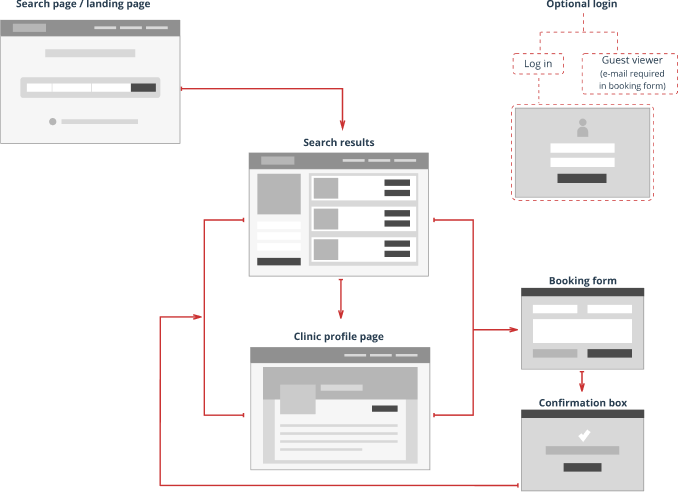 Search page / landing page
Optional login
Log in
Guest viewer
(e-mail required
in booking form)
Search results
Booking form
Clinic profile page
Confirmation box